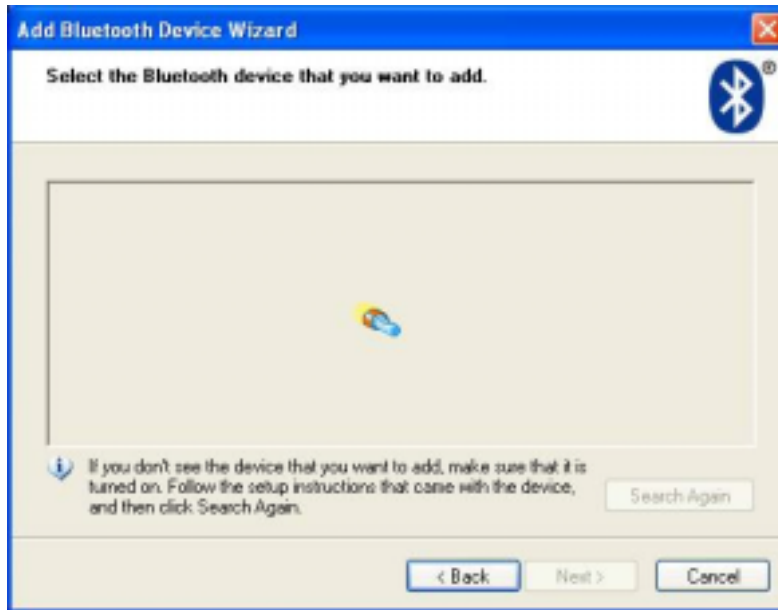 Add Bluetooth Device Wizard
Select the Bluetooth device that you want to add.
®
If you don't see the device that you want to add, make sure that it is
turned on. Follow the setup instructions that came with the device,
and then click Search Again.
Search Again
< Back
Next >
Cancel